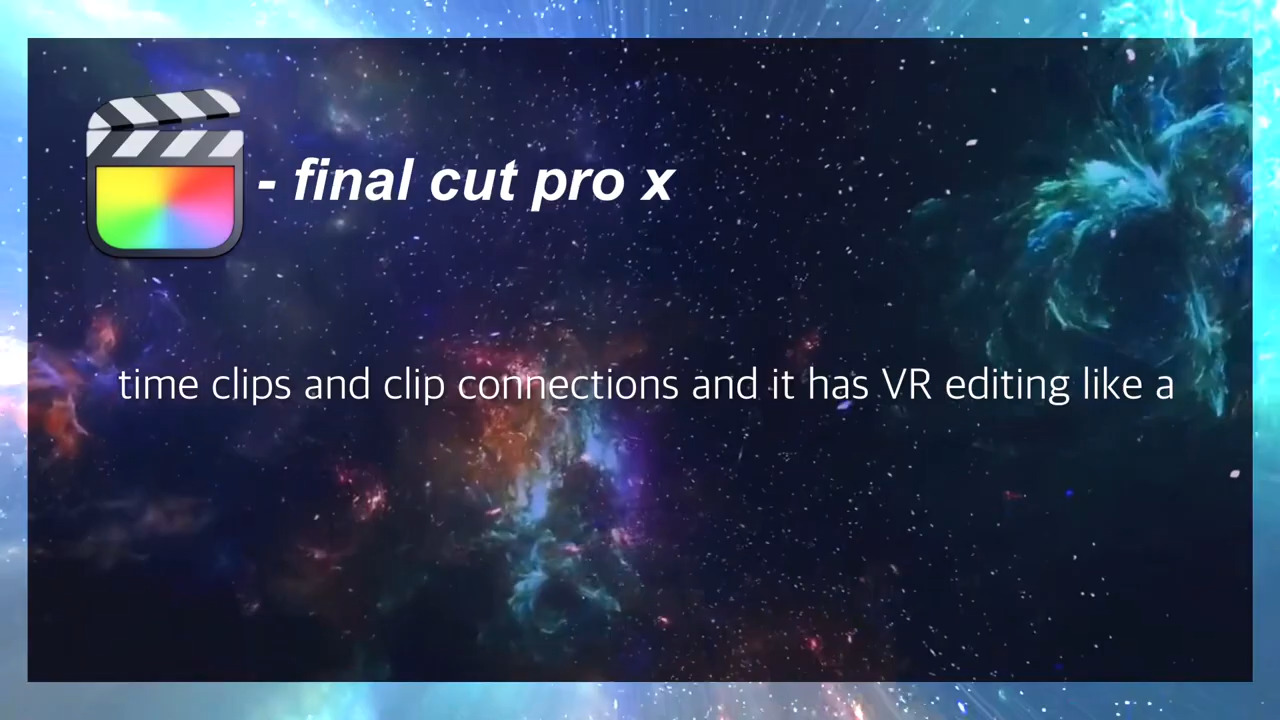 - final cut pro x
time clips and clip connections and it has VR editing like a